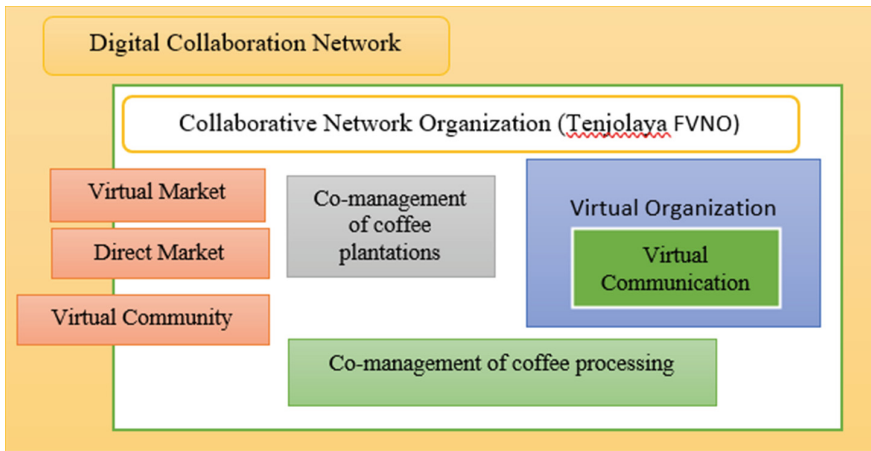 Digital Collaboration Network
Collaborative Network Organization (Tenjolaya FVNO)
Virtual Market
Direct Market
Virtual Community
Co-management
of coffee
plantations
Virtual Organization
Virtual
Communication
Co-management of coffee processing